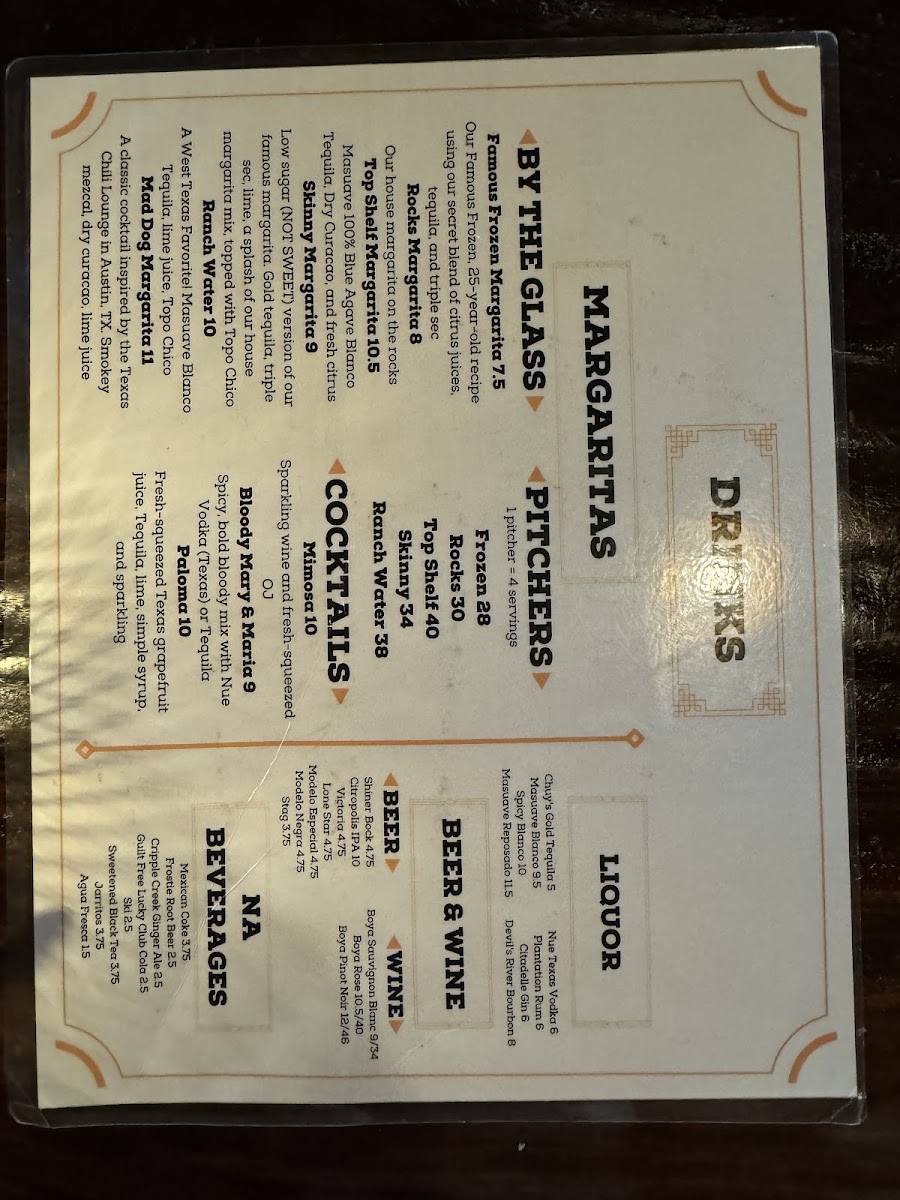 DRINKS
MARGARITAS
BY THE GLASS
Famous Frozen Margarita 7.5
Our Famous Frozen, 25-year-old recipe
using our secret blend of citrus juices,
tequila, and triple sec
Rocks Margarita 8
Our house margarita on the rocks
Top Shelf Margarita 10.5
Masuave 100% Blue Agave Blanco
Tequila, Dry Curacao, and fresh citrus
Skinny Margarita 9
Low sugar (NOT SWEET) version of our
famous margarita. Gold tequila, triple
sec, lime, a splash of our house
margarita mix, topped with Topo Chico
Ranch Water 10
A West Texas Favorite! Masuave Blanco
Tequila, lime juice, Topo Chico
Mad Dog Margarita 11
A classic cocktail inspired by the Texas
Chili Lounge in Austin, TX. Smokey
mezcal, dry curacao, lime juice
PITCHERS
1 pitcher = 4 servings
Frozen 28
Rocks 30
Top Shelf 40
Skinny 34
Ranch Water 38
COCKTAILS
Mimosa 10
Sparkling wine and fresh-squeezed
OJ
Bloody Mary & Maria 9
Spicy, bold bloody mix with Nue
Vodka (Texas) or Tequila
Paloma 10
Fresh-squeezed Texas grapefruit
juice, Tequila, lime, simple syrup,
and sparkling
LIQUOR
Chuy's Gold Tequila 5
Masuave Blanco 9.5
Spicy Blanco 10
Masuave Reposado 11.5
Nue Texas Vodka 6
Plantation Rum 6
Citadelle Gin 6
Devil's River Bourbon 8
BEER & WINE
BEER
Shiner Bock 4.75
Citropolis IPA 10
Victoria 4.75
Lone Star 4.75
Modelo Especial 4.75
Modelo Negra 4.75
Stag 3.75
WINE
Boya Sauvignon Blanc 9/34
Boya Rose 10.5/40
Boya Pinot Noir 12/46
NA
BEVERAGES
Mexican Coke 3.75
Frostie Root Beer 2.5
Cripple Creek Ginger Ale 2.5
Guilt Free Lucky Club Cola 2.5
Ski 2.5
Sweetened Black Tea 3.75
Jarritos 3.75
Agua Fresca 1.5